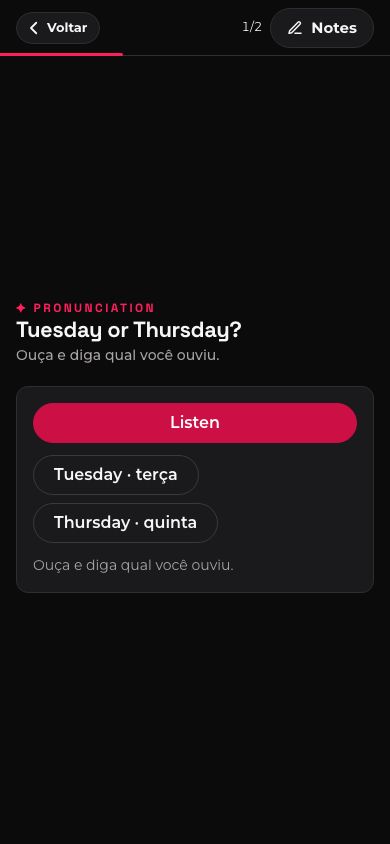 Voltar
1/2
Notes
PRONUNCIATION
Tuesday or Thursday?
Ouça e diga qual você ouviu.
Listen
Tuesday · terça
Thursday · quinta
Ouça e diga qual você ouviu.